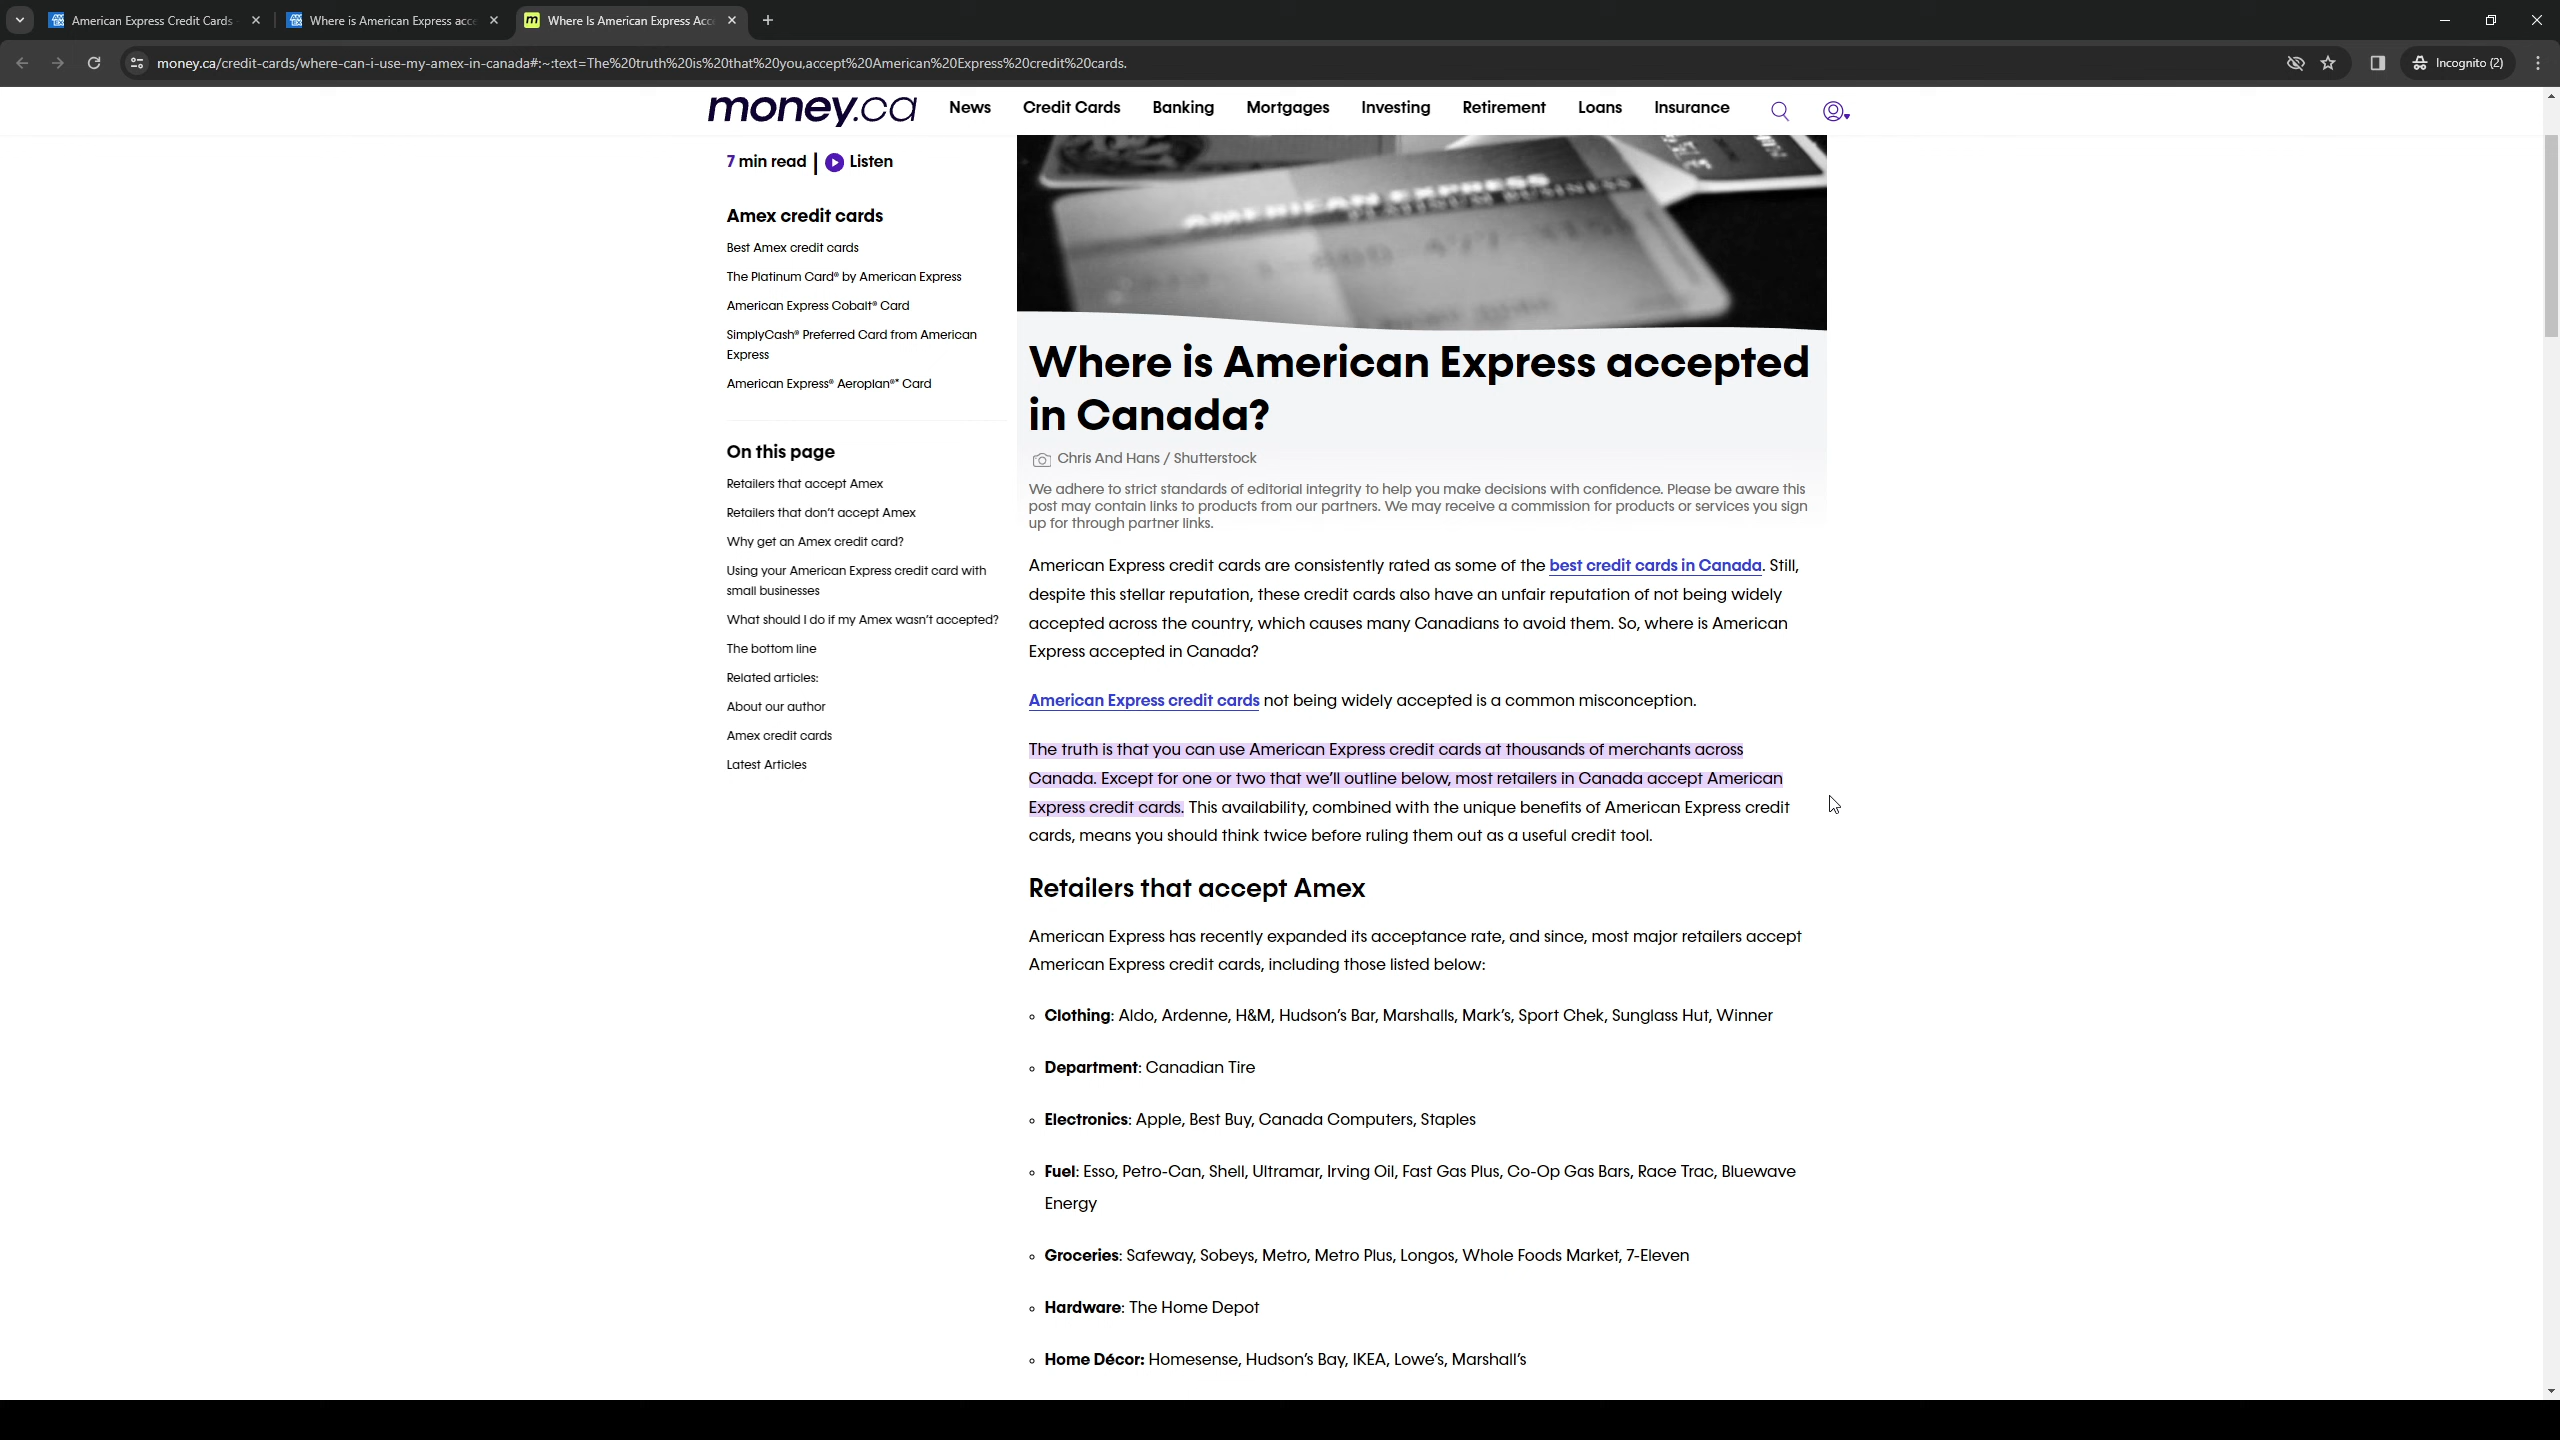 American Express Credit Cards
Where is American Express acce
Where Is American Express Acc
money.ca/credit-cards/where-can-i-use-my-amex-in-canada#:~:text=The%20truth%20is%20that%20you,accept%20American%20Express%20credit%20cards.
Incognito (2)
money.ca
News
Credit Cards
Banking
Mortgages
Investing
Retirement
Loans
Insurance
7 min read | Listen
Amex credit cards
Best Amex credit cards
The Platinum Card® by American Express
American Express Cobalt® Card
SimplyCash® Preferred Card from American
Express
American Express® Aeroplan®* Card
On this page
Retailers that accept Amex
Retailers that don't accept Amex
Why get an Amex credit card?
Using your American Express credit card with
small businesses
What should I do if my Amex wasn't accepted?
The bottom line
Related articles:
About our author
Amex credit cards
Latest Articles
AMERICAN EXPRESS
PLATINUM BUSINESS
Where is American Express accepted
in Canada?
Chris And Hans / Shutterstock
We adhere to strict standards of editorial integrity to help you make decisions with confidence. Please be aware this
post may contain links to products from our partners. We may receive a commission for products or services you sign
up for through partner links.
American Express credit cards are consistently rated as some of the best credit cards in Canada. Still,
despite this stellar reputation, these credit cards also have an unfair reputation of not being widely
accepted across the country, which causes many Canadians to avoid them. So, where is American
Express accepted in Canada?
American Express credit cards not being widely accepted is a common misconception.
The truth is that you can use American Express credit cards at thousands of merchants across
Canada. Except for one or two that we'll outline below, most retailers in Canada accept American
Express credit cards. This availability, combined with the unique benefits of American Express credit
cards, means you should think twice before ruling them out as a useful credit tool.
Retailers that accept Amex
American Express has recently expanded its acceptance rate, and since, most major retailers accept
American Express credit cards, including those listed below:
Clothing: Aldo, Ardenne, H&M, Hudson's Bar, Marshalls, Mark's, Sport Chek, Sunglass Hut, Winner
Department: Canadian Tire
Electronics: Apple, Best Buy, Canada Computers, Staples
Fuel: Esso, Petro-Can, Shell, Ultramar, Irving Oil, Fast Gas Plus, Co-Op Gas Bars, Race Trac, Bluewave
Energy
Groceries: Safeway, Sobeys, Metro, Metro Plus, Longos, Whole Foods Market, 7-Eleven
Hardware: The Home Depot
Home Décor: Homesense, Hudson's Bay, IKEA, Lowe's, Marshall's